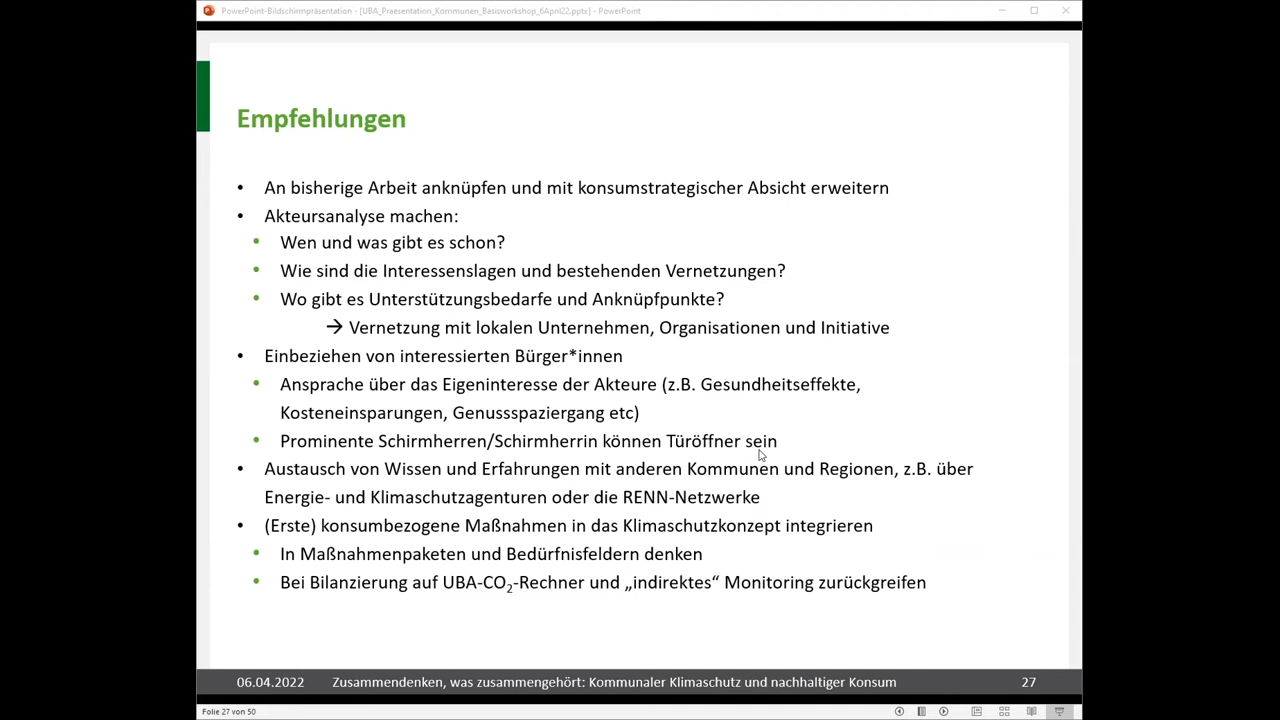 PowerPoint-Bildschirmpräsentation - [UBA_Praesentation_Kommunen_Basisworkshop_6April22.pptx] - PowerPoint
Empfehlungen
• An bisherige Arbeit anknüpfen und mit konsumstrategischer Absicht erweitern
• Akteursanalyse machen:
• Wen und was gibt es schon?
• Wie sind die Interessenslagen und bestehenden Vernetzungen?
• Wo gibt es Unterstützungsbedarfe und Anknüpfpunkte?
→ Vernetzung mit lokalen Unternehmen, Organisationen und Initiative
• Einbeziehen von interessierten Bürger*innen
• Ansprache über das Eigeninteresse der Akteure (z.B. Gesundheitseffekte,
Kosteneinsparungen, Genussspaziergang etc)
• Prominente Schirmherren/Schirmherrin können Türöffner sein
• Austausch von Wissen und Erfahrungen mit anderen Kommunen und Regionen, z.B. über
Energie- und Klimaschutzagenturen oder die RENN-Netzwerke
• (Erste) konsumbezogene Maßnahmen in das Klimaschutzkonzept integrieren
• In Maßnahmenpaketen und Bedürfnisfeldern denken
• Bei Bilanzierung auf UBA-CO₂-Rechner und „indirektes“ Monitoring zurückgreifen
06.04.2022 Zusammendenken, was zusammengehört: Kommunaler Klimaschutz und nachhaltiger Konsum 27
Folie 27 von 50